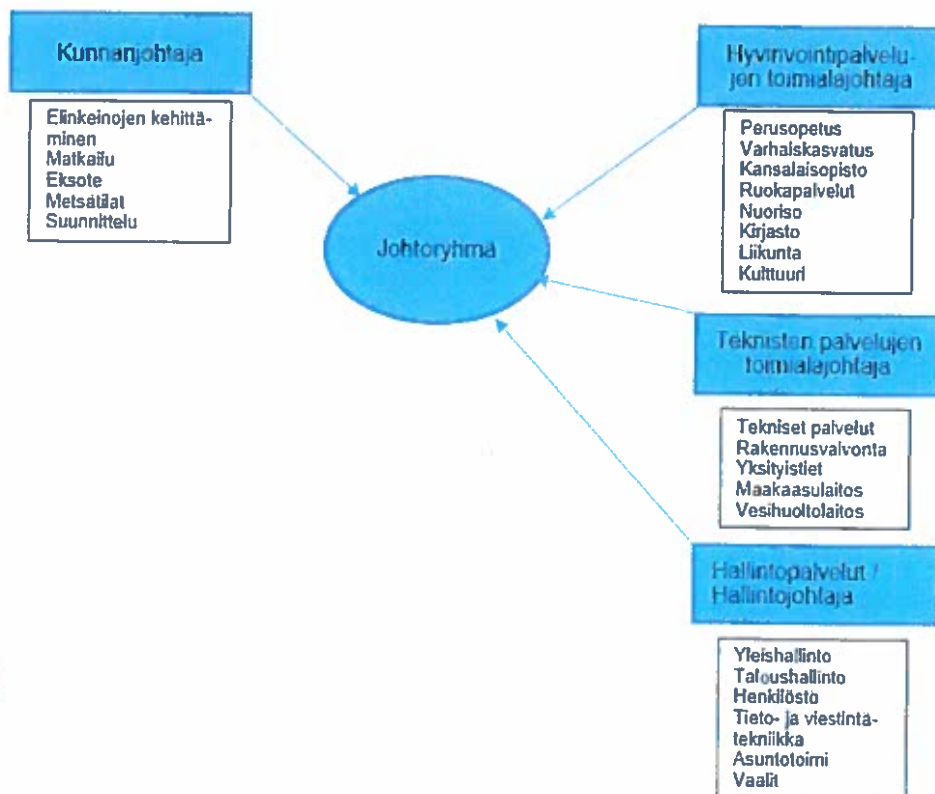 Kunnanjohtaja
Elinkeinojen kehittä-
minen
Matkailu
Eksote
Metsätilat
Suunnittelu
Johtoryhmä
Hyvinvointipalvelu-
jen toimialajohtaja
Perusopetus
Varhaiskasvatus
Kansalaisopisto
Ruokapalvelut
Nuoriso
Kirjasto
Liikunta
Kulttuuri
Teknisten palvelujen
toimialajohtaja
Tekniset palvelut
Rakennusvalvonta
Yksityistiet
Maakaasulaitos
Vesihuoltolaitos
Hallintopalvelut /
Hallintojohtaja
Yleishallinto
Taloushallinto
Henkilöstö
Tieto- ja viestintä-
tekniikka
Asuntotoimi
Vaalit